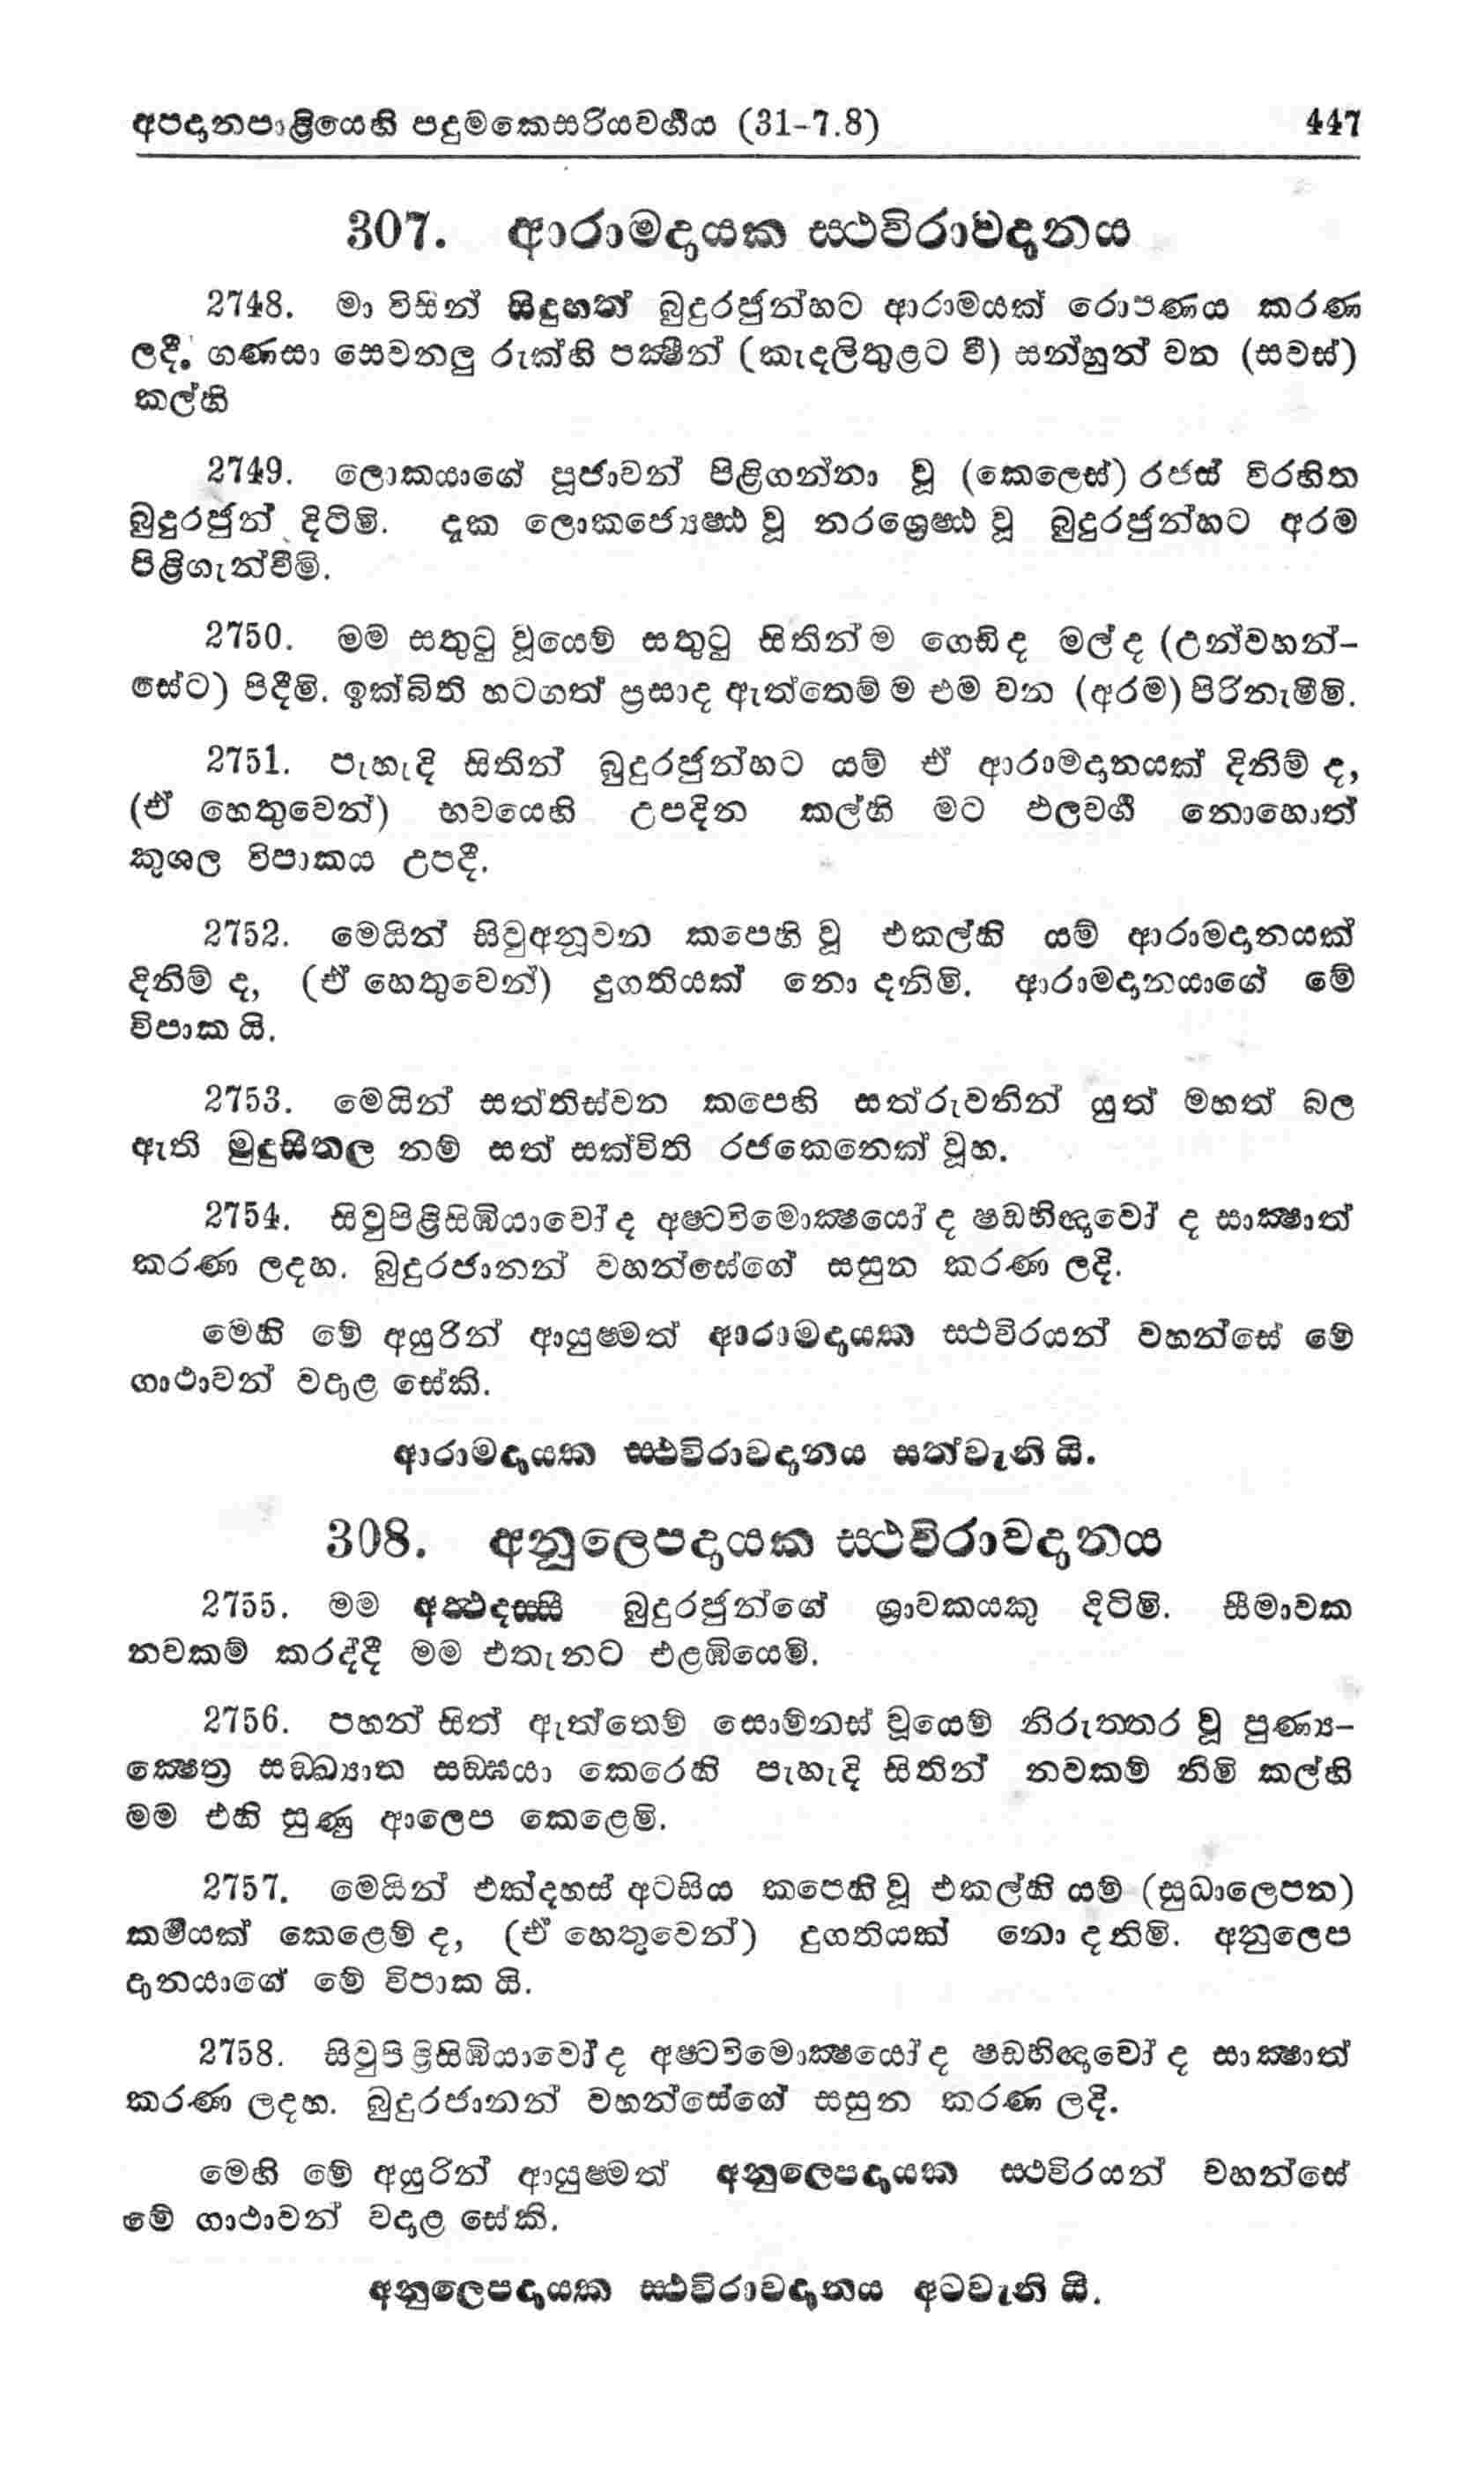 අපදානපාළියෙහි පදුමකෙසරියවර්‍ගය (31-7.8) 447
307. ආරාමදායක ස්ථවිරාවදානය
2748. මා විසින් සිදුහත් බුදුරජුන්හට ආරාමයක් රොපණය කරණ
ලදී. ගණසා සෙවනලු රුක්හි පක්‍ෂීන් (කැදලිතුළට වී) සන්හුන් වන (සවස්)
කල්හි
2749. ලොකයාගේ පූජාවන් පිළිගන්නා වූ (කෙලෙස්) රජස් විරහිත
බුදුරජුන් දිටිමි. දැක ලොකජ්‍යෙෂ්ඨ වූ නරශ්‍රෙෂ්ඨ වූ බුදුරජුන්හට අරම
පිළිගැන්වීමි.
2750. මම සතුටු වූයෙම් සතුටු සිතින් ම ගෙඩි ද මල් ද (උන්වහන්-
සේට) පිදීමි. ඉක්බිති හටගත් ප්‍රසාද ඇත්තෙම් ම එම වන (අරම) පිරිනැමීමි.
2751. පැහැදි සිතින් බුදුරජුන්හට යම් ඒ ආරාමදානයක් දිනිම් ද,
(ඒ හෙතුවෙන්) භවයෙහි උපදින කල්හි මට ඵලවර්‍ග නොහොත්
කුශල විපාකය උපදී.
2752. මෙයින් සිවුඅනූවන කපෙහි වූ එකල්හි යම් ආරාමදානයක්
දිනිම් ද, (ඒ හෙතුවෙන්) දුගතියක් නො දනිමි. ආරාමදානයාගේ මේ
විපාක යි.
2753. මෙයින් සත්තිස්වන කපෙහි සත්රුවනින් යුත් මහත් බල
ඇති මුදුසීතල නම් සත් සක්විති රජකෙනෙක් වූහ.
2754. සිවුපිළිසිඹියාවෝ ද අෂ්ටවිමොක්‍ෂයෝ ද ෂඩභිඥාවෝ ද සාක්‍ෂාත්
කරණ ලදහ. බුදුරජාණන් වහන්සේගේ සසුන කරණ ලදි.
මෙහි මේ අයුරින් ආයුෂ්මත් ආරාමදායක ස්ථවිරයන් වහන්සේ මේ
ගාථාවන් වදාළ සේකි.
ආරාමදායක ස්ථවිරාවදානය සත්වැනි යි.
308. අනුලෙපදායක ස්ථවිරාවදානය
2755. මම අත්‍ථදස්සී බුදුරජුන්ගේ ශ්‍රාවකයකු දිටිමි. සීමාවක
නවකම් කරද්දී මම එතැනට එළඹියෙමි.
2756. පහන් සිත් ඇත්තෙම් සොම්නස් වූයෙම් නිරුත්තර වූ පුණ්‍ය-
ක්‍ෂෙත්‍ර සඞ්ඛ්‍යාත සඞ්ඝයා කෙරෙහි පැහැදි සිතින් නවකම් නිමි කල්හි
මම එහි සුණු ආලෙප කෙළෙමි.
2757. මෙයින් එක්දහස් අටසිය කපෙහි වූ එකල්හි යම් (සුධාලෙපන)
කර්‍මයක් කෙළෙම් ද, (ඒ හෙතුවෙන්) දුගතියක් නො දනිමි. අනුලෙප
දානයාගේ මේ විපාක යි.
2758. සිවුපිළිසිඹියාවෝ ද අෂ්ටවිමොක්‍ෂයෝ ද ෂඩභිඥාවෝ ද සාක්‍ෂාත්
කරණ ලදහ. බුදුරජානන් වහන්සේගේ සසුන කරණ ලදි.
මෙහි මේ අයුරින් ආයුෂ්මත් අනුලෙපදායක ස්ථවිරයන් වහන්සේ
මේ ගාථාවන් වදාළ සේකි.
අනුලෙපදායක ස්ථවිරාවදානය අටවැනි යි.